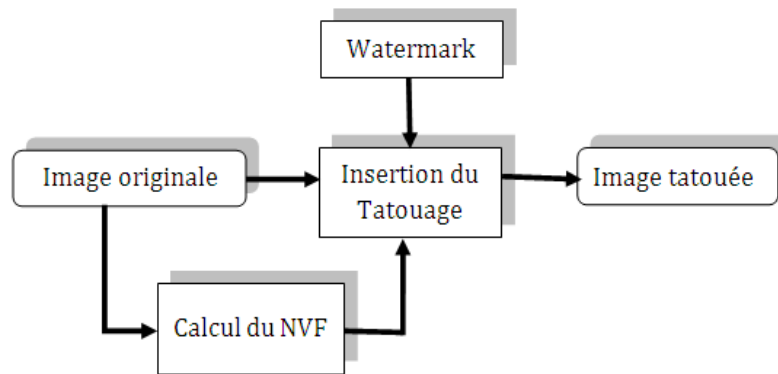 Watermark
Image originale
Insertion du
Tatouage
Image tatouée
Calcul du NVF